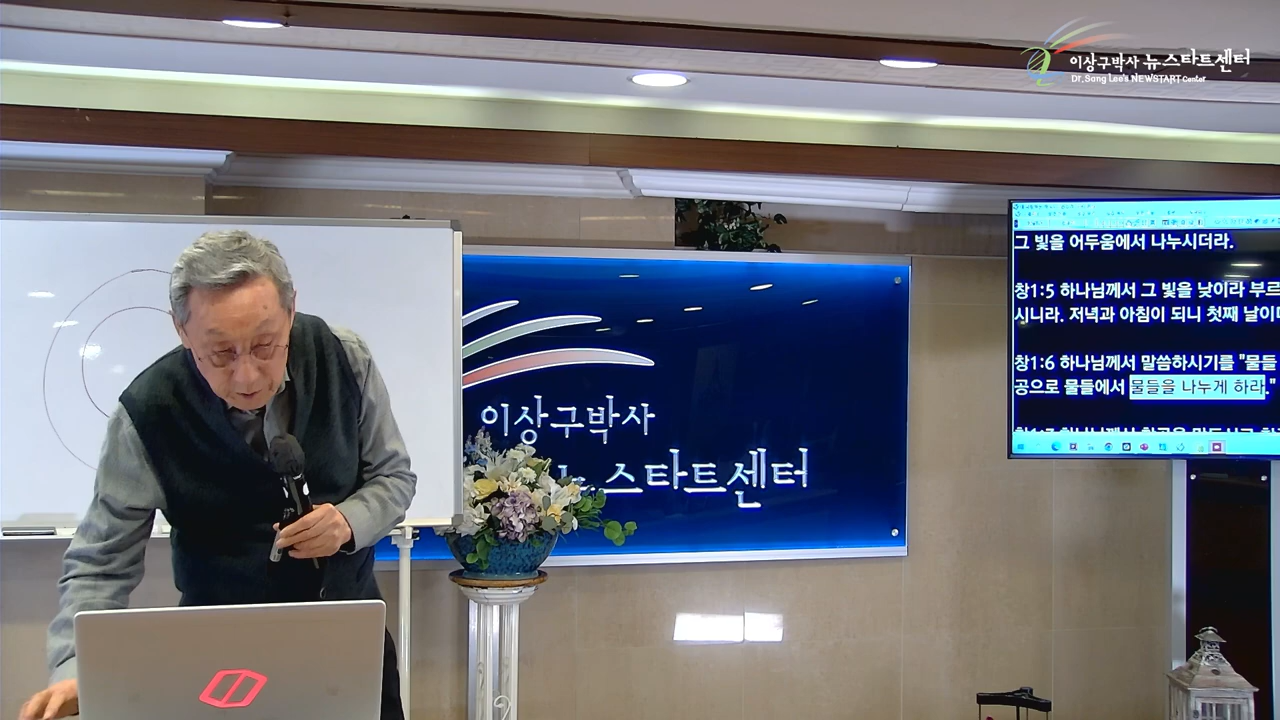 이상구박사 뉴스타트센터
Dr. Sang Lee's NEWSTART Center
그 빛을 어두움에서 나누시더라.
창1:5 하나님께서 그 빛을 낮이라 부르
시니라. 저녁과 아침이 되니 첫째 날이
창1:6 하나님께서 말씀하시기를 "물들
공으로 물들에서 물들을 나누게 하라."
이상구박사
뉴스타트센터